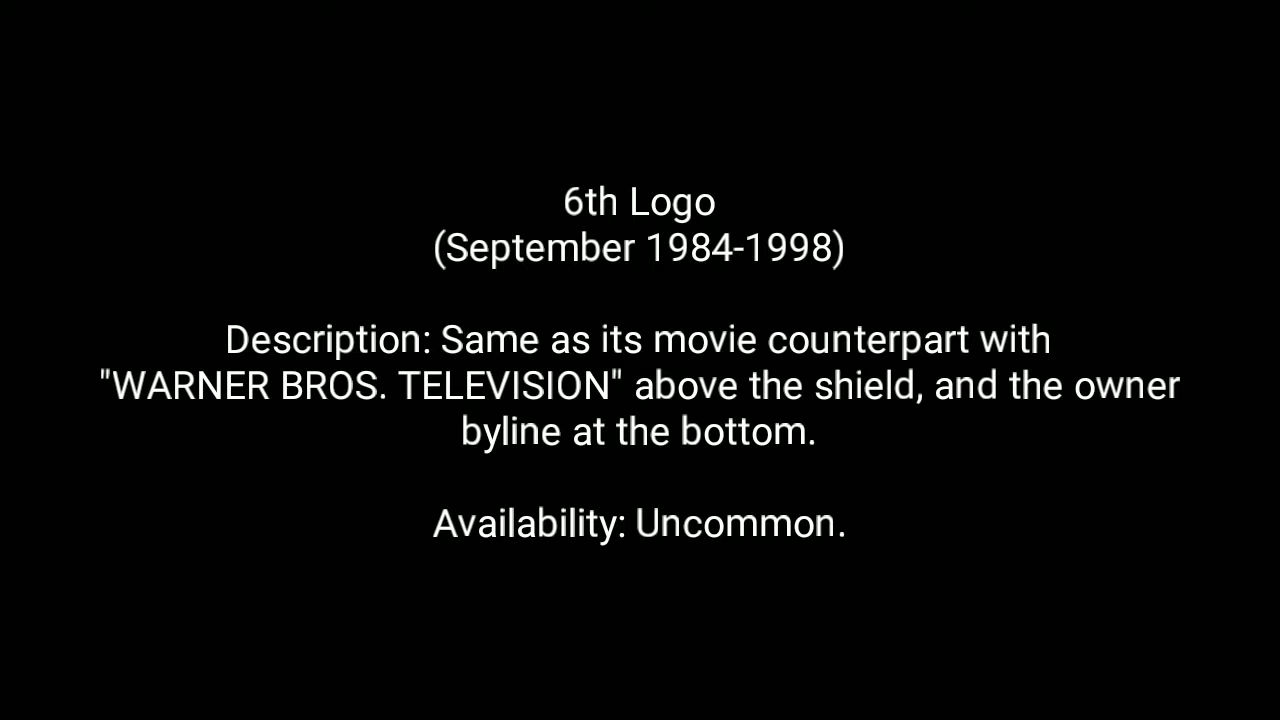 6th Logo
(September 1984-1998)
Description: Same as its movie counterpart with
"WARNER BROS. TELEVISION" above the shield, and the owner
byline at the bottom.
Availability: Uncommon.